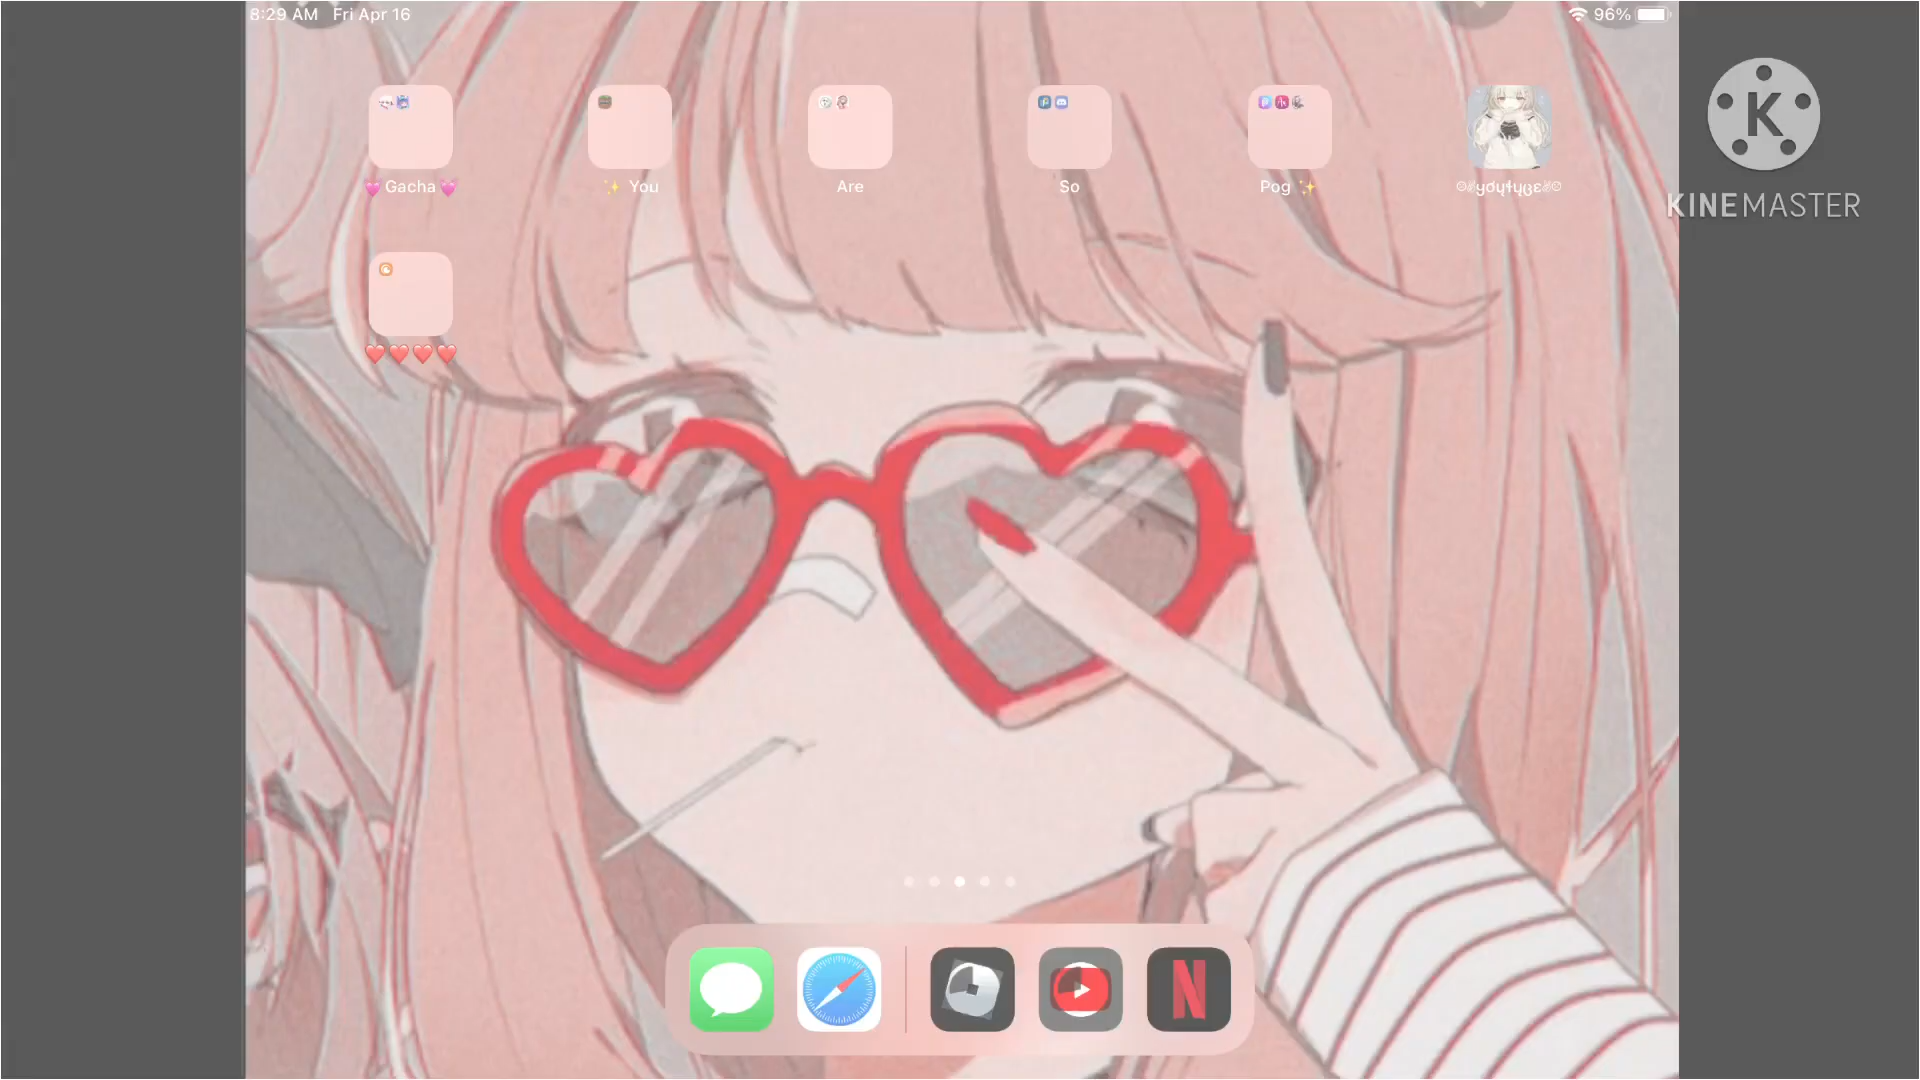 8:29 AM Fri Apr 16
96%
K
KINEMASTER
💗 Gacha 💗
✨ You
Are
So
Pog ✨
❤️❤️❤️❤️
N